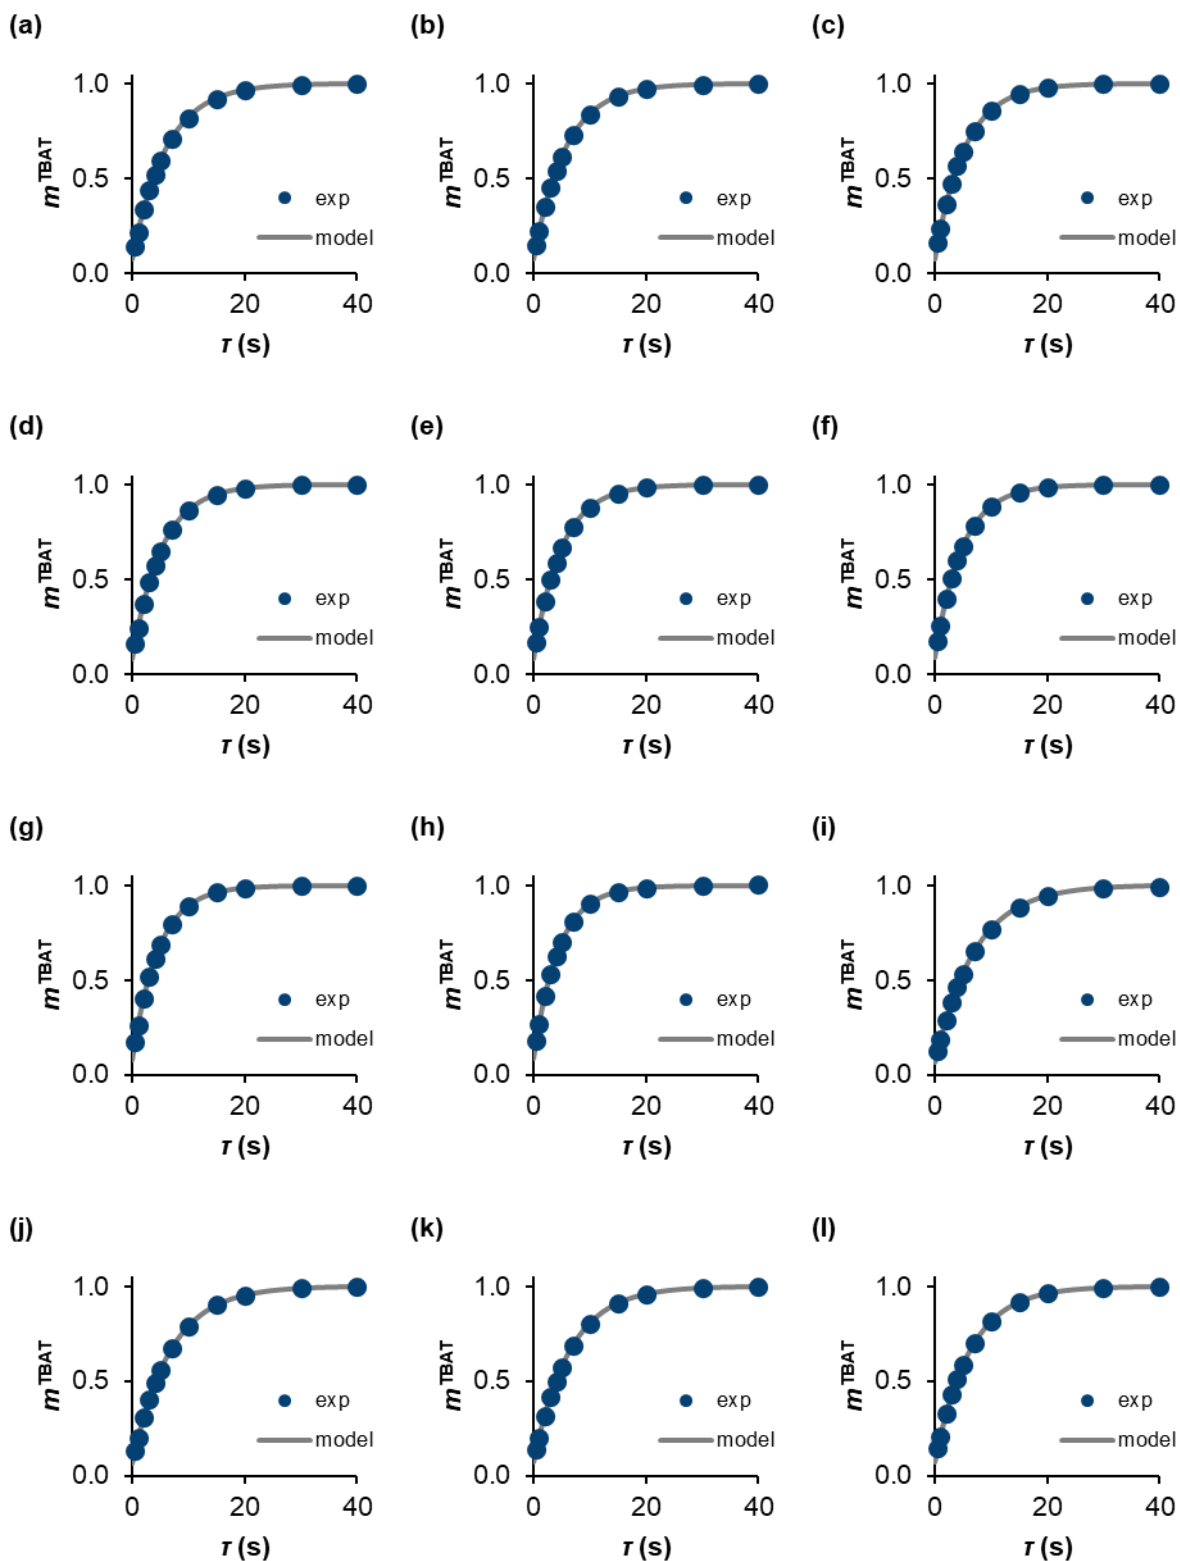 (a) (b) (c)
1.0 1.0 1.0
m^TBAT m^TBAT m^TBAT
0.5 0.5 0.5
exp exp exp
model model model
0.0 0.0 0.0
0 20 40 0 20 40 0 20 40
τ (s) τ (s) τ (s)
(d) (e) (f)
1.0 1.0 1.0
m^TBAT m^TBAT m^TBAT
0.5 0.5 0.5
exp exp exp
model model model
0.0 0.0 0.0
0 20 40 0 20 40 0 20 40
τ (s) τ (s) τ (s)
(g) (h) (i)
1.0 1.0 1.0
m^TBAT m^TBAT m^TBAT
0.5 0.5 0.5
exp exp exp
model model model
0.0 0.0 0.0
0 20 40 0 20 40 0 20 40
τ (s) τ (s) τ (s)
(j) (k) (l)
1.0 1.0 1.0
m^TBAT m^TBAT m^TBAT
0.5 0.5 0.5
exp exp exp
model model model
0.0 0.0 0.0
0 20 40 0 20 40 0 20 40
τ (s) τ (s) τ (s)